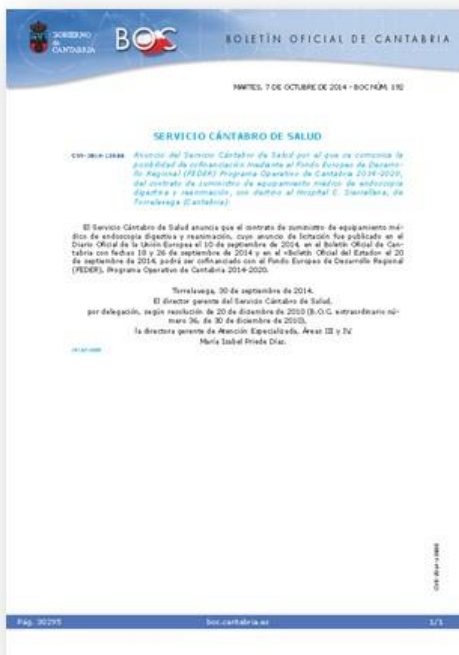 GOBIERNO
de
CANTABRIA
BOC
BOLETÍN OFICIAL DE CANTABRIA
MARTES, 7 DE OCTUBRE DE 2014 - BOC NÚM. 192
SERVICIO CÁNTABRO DE SALUD
Anuncio del Servicio Cántabro de Salud por el que se comunica la
posibilidad de cofinanciación mediante el Fondo Europeo de Desarro-
llo Regional (FEDER) Programa Operativo de Cantabria 2014-2020,
del contrato de suministro de equipamiento médico de endoscopia
digestiva y reanimación, con destino al Hospital C. Sierrallana, de
Torrelavega (Cantabria).
El Servicio Cántabro de Salud anuncia que el contrato de suministro de equipamiento mé-
dico de endoscopia digestiva y reanimación, cuyo anuncio de licitación fue publicado en el
Diario Oficial de la Unión Europea el 10 de septiembre de 2014, en el Boletín Oficial de Can-
tabria con fechas 18 y 26 de septiembre de 2014 y en el «Boletín Oficial del Estado» el 20
de septiembre de 2014, podrá ser cofinanciado con el Fondo Europeo de Desarrollo Regional
(FEDER), Programa Operativo de Cantabria 2014-2020.
Torrelavega, 30 de septiembre de 2014.
El director gerente del Servicio Cántabro de Salud,
por delegación, según resolución de 20 de diciembre de 2010 (B.O.C. extraordinario nú-
mero 36, de 30 de diciembre de 2010),
la directora gerente de Atención Especializada, Áreas III y IV,
María Isabel Priede Díaz.
Pág. 30295
boc.cantabria.es
1/1